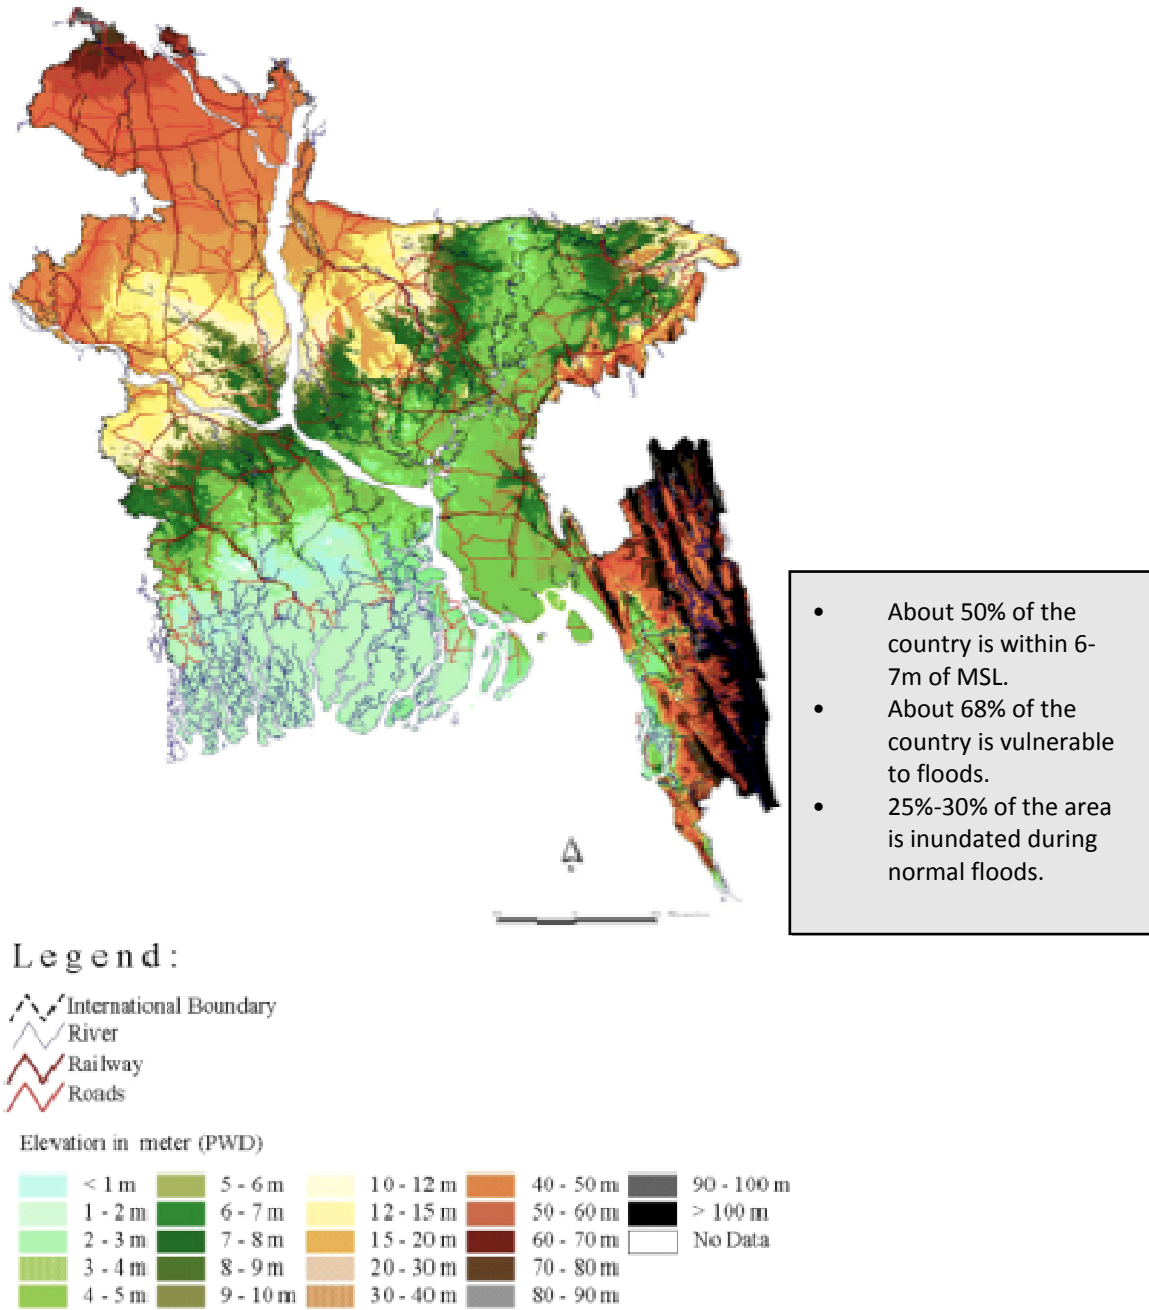 • About 50% of the
country is within 6-
7m of MSL.
• About 68% of the
country is vulnerable
to floods.
• 25%-30% of the area
is inundated during
normal floods.
Legend:
International Boundary
River
Railway
Roads
Elevation in meter (PWD)
< 1 m
1 - 2 m
2 - 3 m
3 - 4 m
4 - 5 m
5 - 6 m
6 - 7 m
7 - 8 m
8 - 9 m
9 - 10 m
10 - 12 m
12 - 15 m
15 - 20 m
20 - 30 m
30 - 40 m
40 - 50 m
50 - 60 m
60 - 70 m
70 - 80 m
80 - 90 m
90 - 100 m
> 100 m
No Data